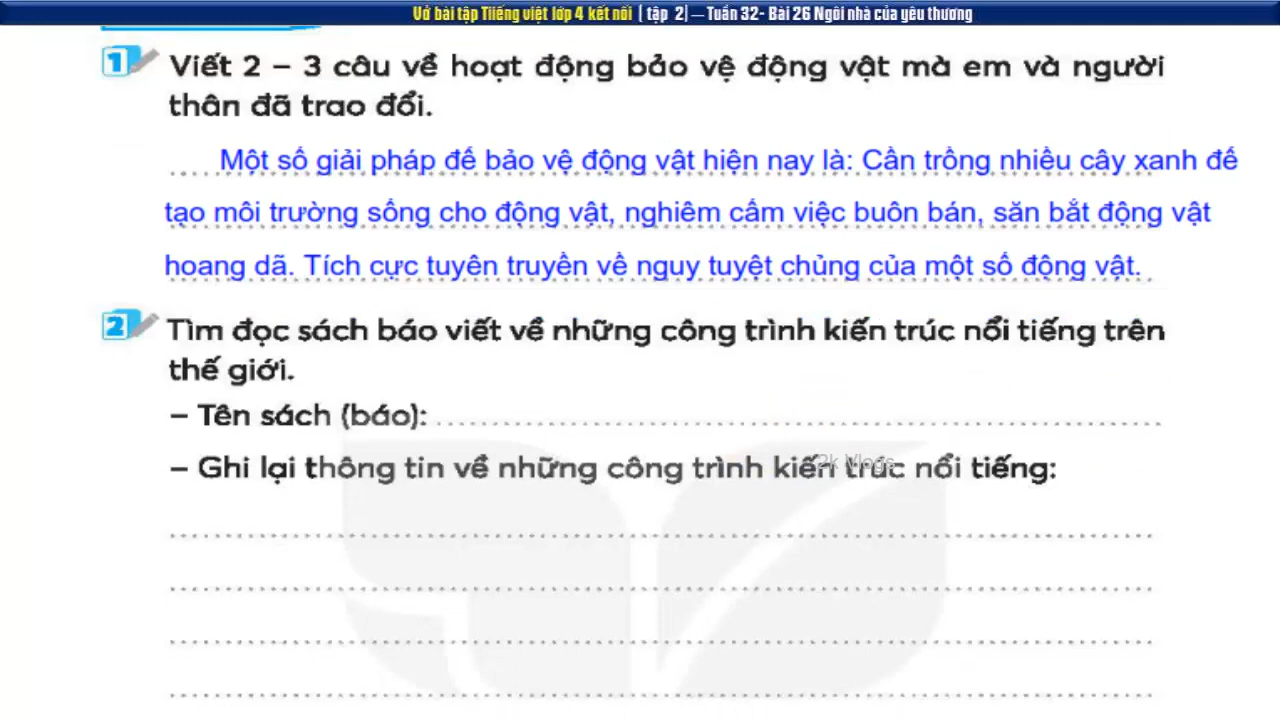 Vở bài tập Tiiếng việt lớp 4 kết nối ( tập 2) – Tuần 32- Bài 26 Ngôi nhà của yêu thương
1 Viết 2 – 3 câu về hoạt động bảo vệ động vật mà em và người
thân đã trao đổi.
Một số giải pháp để bảo vệ động vật hiện nay là: Cần trồng nhiều cây xanh để
tạo môi trường sống cho động vật, nghiêm cấm việc buôn bán, săn bắt động vật
hoang dã. Tích cực tuyên truyền về nguy tuyệt chủng của một số động vật.
2 Tìm đọc sách báo viết về những công trình kiến trúc nổi tiếng trên
thế giới.
– Tên sách (báo):
– Ghi lại thông tin về những công trình kiến trúc nổi tiếng:
2k Vlogs